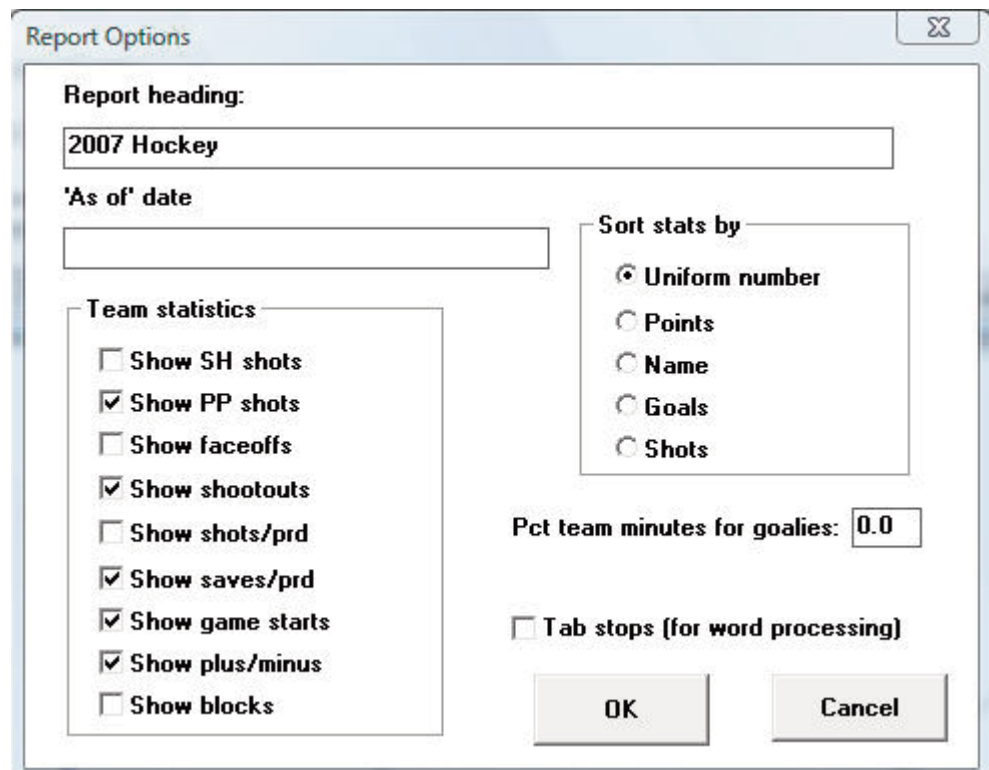 Report Options
Report heading:
2007 Hockey
'As of' date
Sort stats by
Uniform number
Points
Name
Goals
Shots
Team statistics
Show SH shots
Show PP shots
Show faceoffs
Show shootouts
Show shots/prd
Show saves/prd
Show game starts
Show plus/minus
Show blocks
Pct team minutes for goalies: 0.0
Tab stops (for word processing)
OK
Cancel